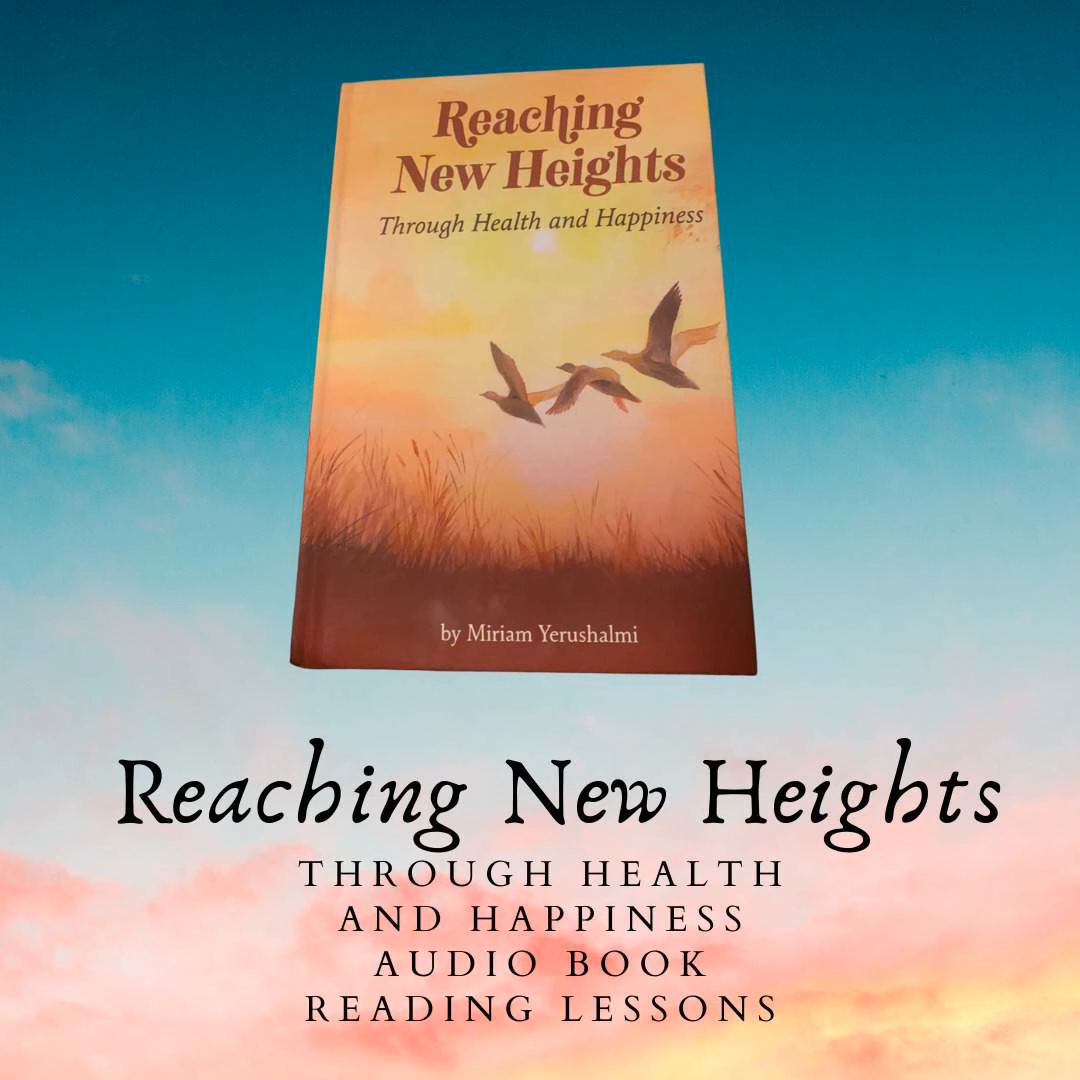 Reaching
New Heights
Through Health and Happiness
by Miriam Yerushalmi
Reaching New Heights
THROUGH HEALTH
AND HAPPINESS
AUDIO BOOK
READING LESSONS